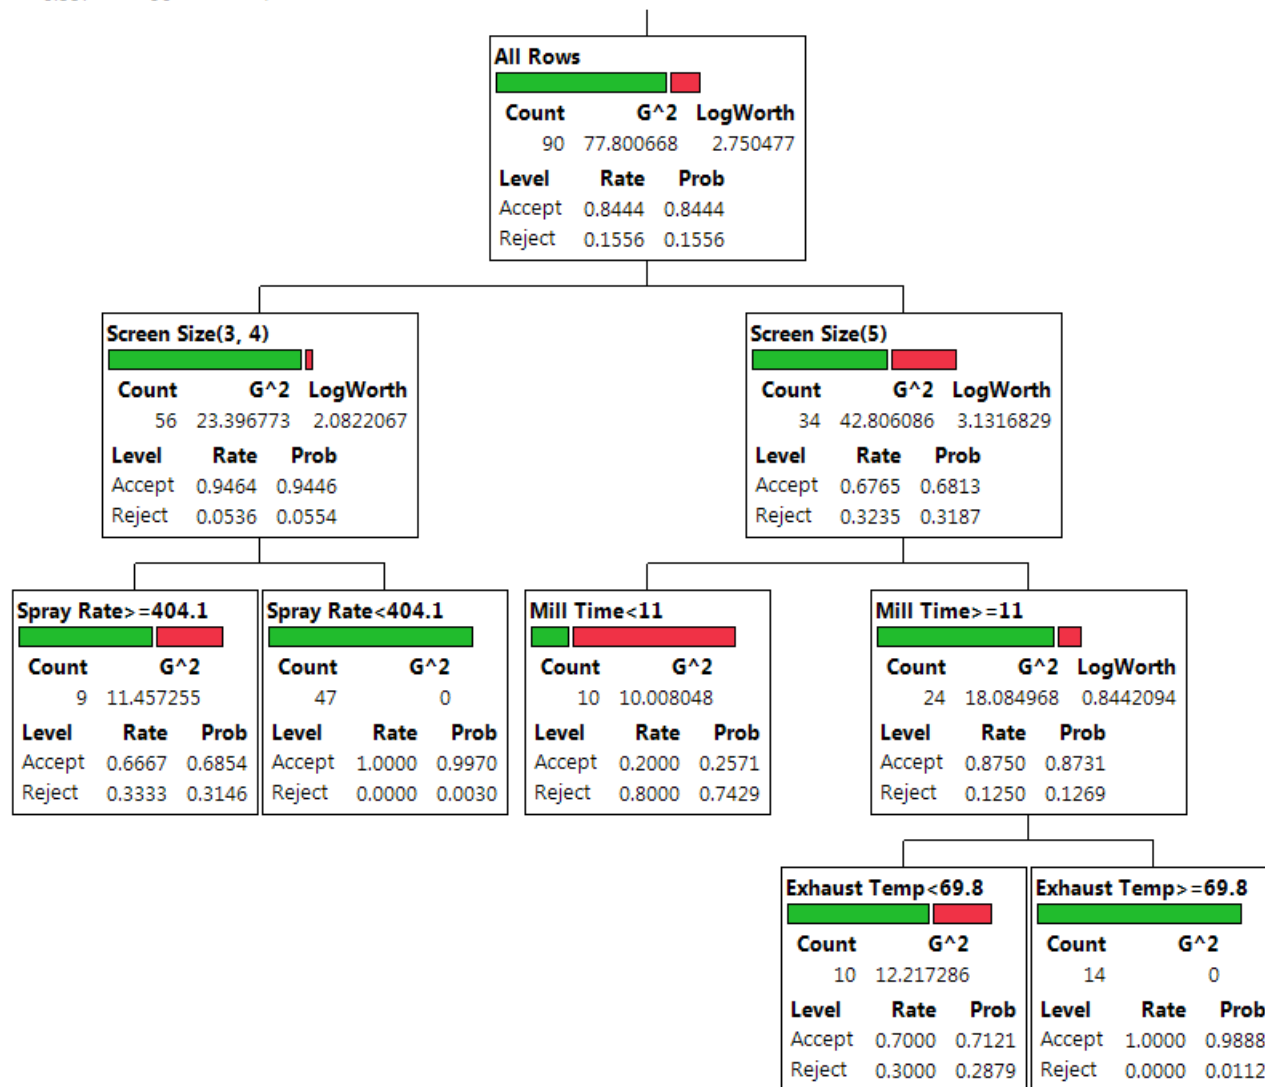 All Rows
Count G^2 LogWorth
90 77.800668 2.750477
Level Rate Prob
Accept 0.8444 0.8444
Reject 0.1556 0.1556
Screen Size(3, 4)
Count G^2 LogWorth
56 23.396773 2.0822067
Level Rate Prob
Accept 0.9464 0.9446
Reject 0.0536 0.0554
Screen Size(5)
Count G^2 LogWorth
34 42.806086 3.1316829
Level Rate Prob
Accept 0.6765 0.6813
Reject 0.3235 0.3187
Spray Rate>=404.1
Count G^2
9 11.457255
Level Rate Prob
Accept 0.6667 0.6854
Reject 0.3333 0.3146
Spray Rate<404.1
Count G^2
47 0
Level Rate Prob
Accept 1.0000 0.9970
Reject 0.0000 0.0030
Mill Time<11
Count G^2
10 10.008048
Level Rate Prob
Accept 0.2000 0.2571
Reject 0.8000 0.7429
Mill Time>=11
Count G^2 LogWorth
24 18.084968 0.8442094
Level Rate Prob
Accept 0.8750 0.8731
Reject 0.1250 0.1269
Exhaust Temp<69.8
Count G^2
10 12.217286
Level Rate Prob
Accept 0.7000 0.7121
Reject 0.3000 0.2879
Exhaust Temp>=69.8
Count G^2
14 0
Level Rate Prob
Accept 1.0000 0.9888
Reject 0.0000 0.0112